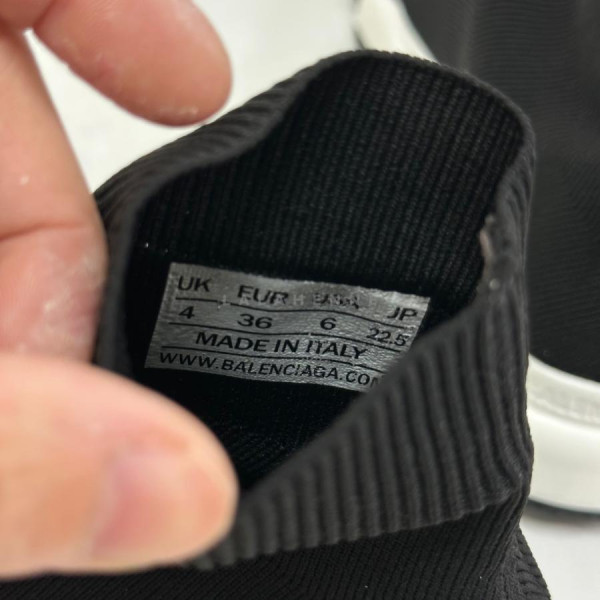 UK EUR JP
4 36 6 22.5
MADE IN ITALY
WWW.BALENCIAGA.COM